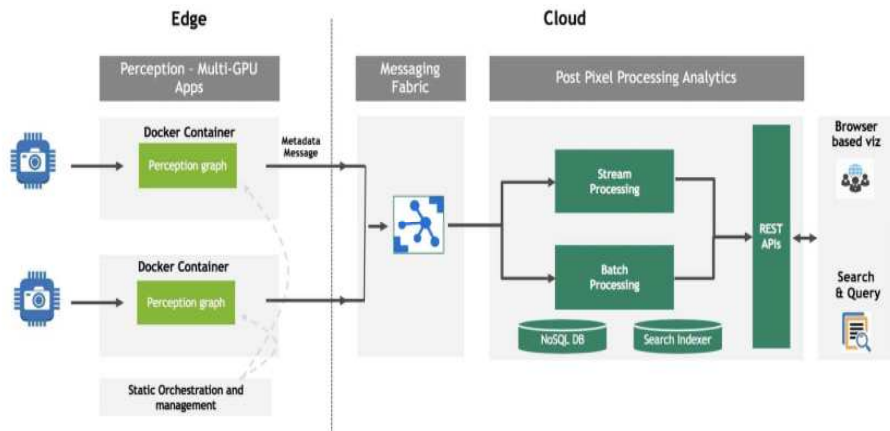 Edge
Cloud
Perception – Multi-GPU
Apps
Messaging
Fabric
Post Pixel Processing Analytics
Docker Container
Perception graph
Metadata
Message
Docker Container
Perception graph
Static Orchestration and
management
Stream
Processing
Batch
Processing
NoSQL DB
Search Indexer
REST
APIs
Browser
based viz
Search
& Query